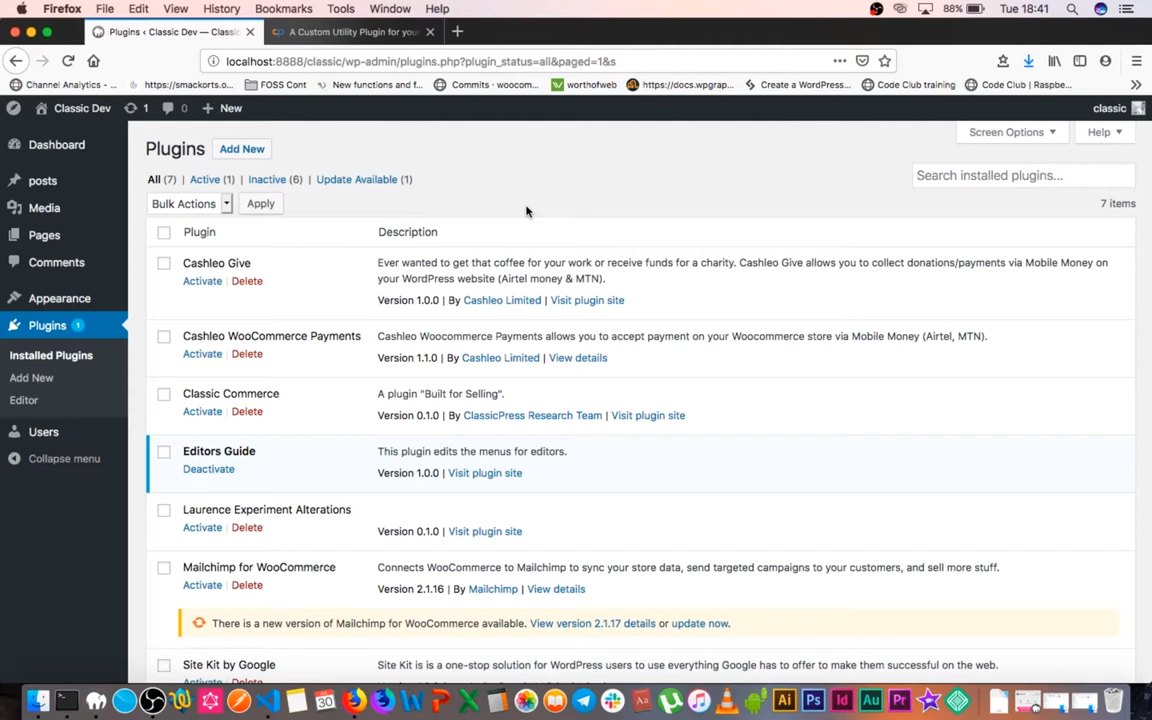 Firefox File Edit View History Bookmarks Tools Window Help 88% Tue 18:41
Plugins ‹ Classic Dev — Classic A Custom Utility Plugin for your
localhost:8888/classic/wp-admin/plugins.php?plugin_status=all&paged=1&s
Channel Analytics - ... https://smackorts.o... FOSS Cont New functions and f... Commits · woocom... worthofweb https://docs.wpgrap... Create a WordPress... Code Club training Code Club | Raspbe...
Classic Dev 1 0 New classic
Screen Options Help
Plugins Add New
All (7) | Active (1) | Inactive (6) | Update Available (1)
Search installed plugins...
Bulk Actions Apply 7 items
Dashboard
posts
Media
Pages
Comments
Appearance
Plugins 1
Installed Plugins
Add New
Editor
Users
Collapse menu
Plugin Description
Cashleo Give
Activate | Delete
Ever wanted to get that coffee for your work or receive funds for a charity. Cashleo Give allows you to collect donations/payments via Mobile Money on
your WordPress website (Airtel money & MTN).
Version 1.0.0 | By Cashleo Limited | Visit plugin site
Cashleo WooCommerce Payments
Activate | Delete
Cashleo Woocommerce Payments allows you to accept payment on your Woocommerce store via Mobile Money (Airtel, MTN).
Version 1.1.0 | By Cashleo Limited | View details
Classic Commerce
Activate | Delete
A plugin "Built for Selling".
Version 0.1.0 | By ClassicPress Research Team | Visit plugin site
Editors Guide
Deactivate
This plugin edits the menus for editors.
Version 1.0.0 | Visit plugin site
Laurence Experiment Alterations
Activate | Delete
Version 0.1.0 | Visit plugin site
Mailchimp for WooCommerce
Activate | Delete
Connects WooCommerce to Mailchimp to sync your store data, send targeted campaigns to your customers, and sell more stuff.
Version 2.1.16 | By Mailchimp | View details
There is a new version of Mailchimp for WooCommerce available. View version 2.1.17 details or update now.
Site Kit by Google
Activate | Delete
Site Kit is is a one-stop solution for WordPress users to use everything Google has to offer to make them successful on the web.
30
Ai Ps Id Au Pr